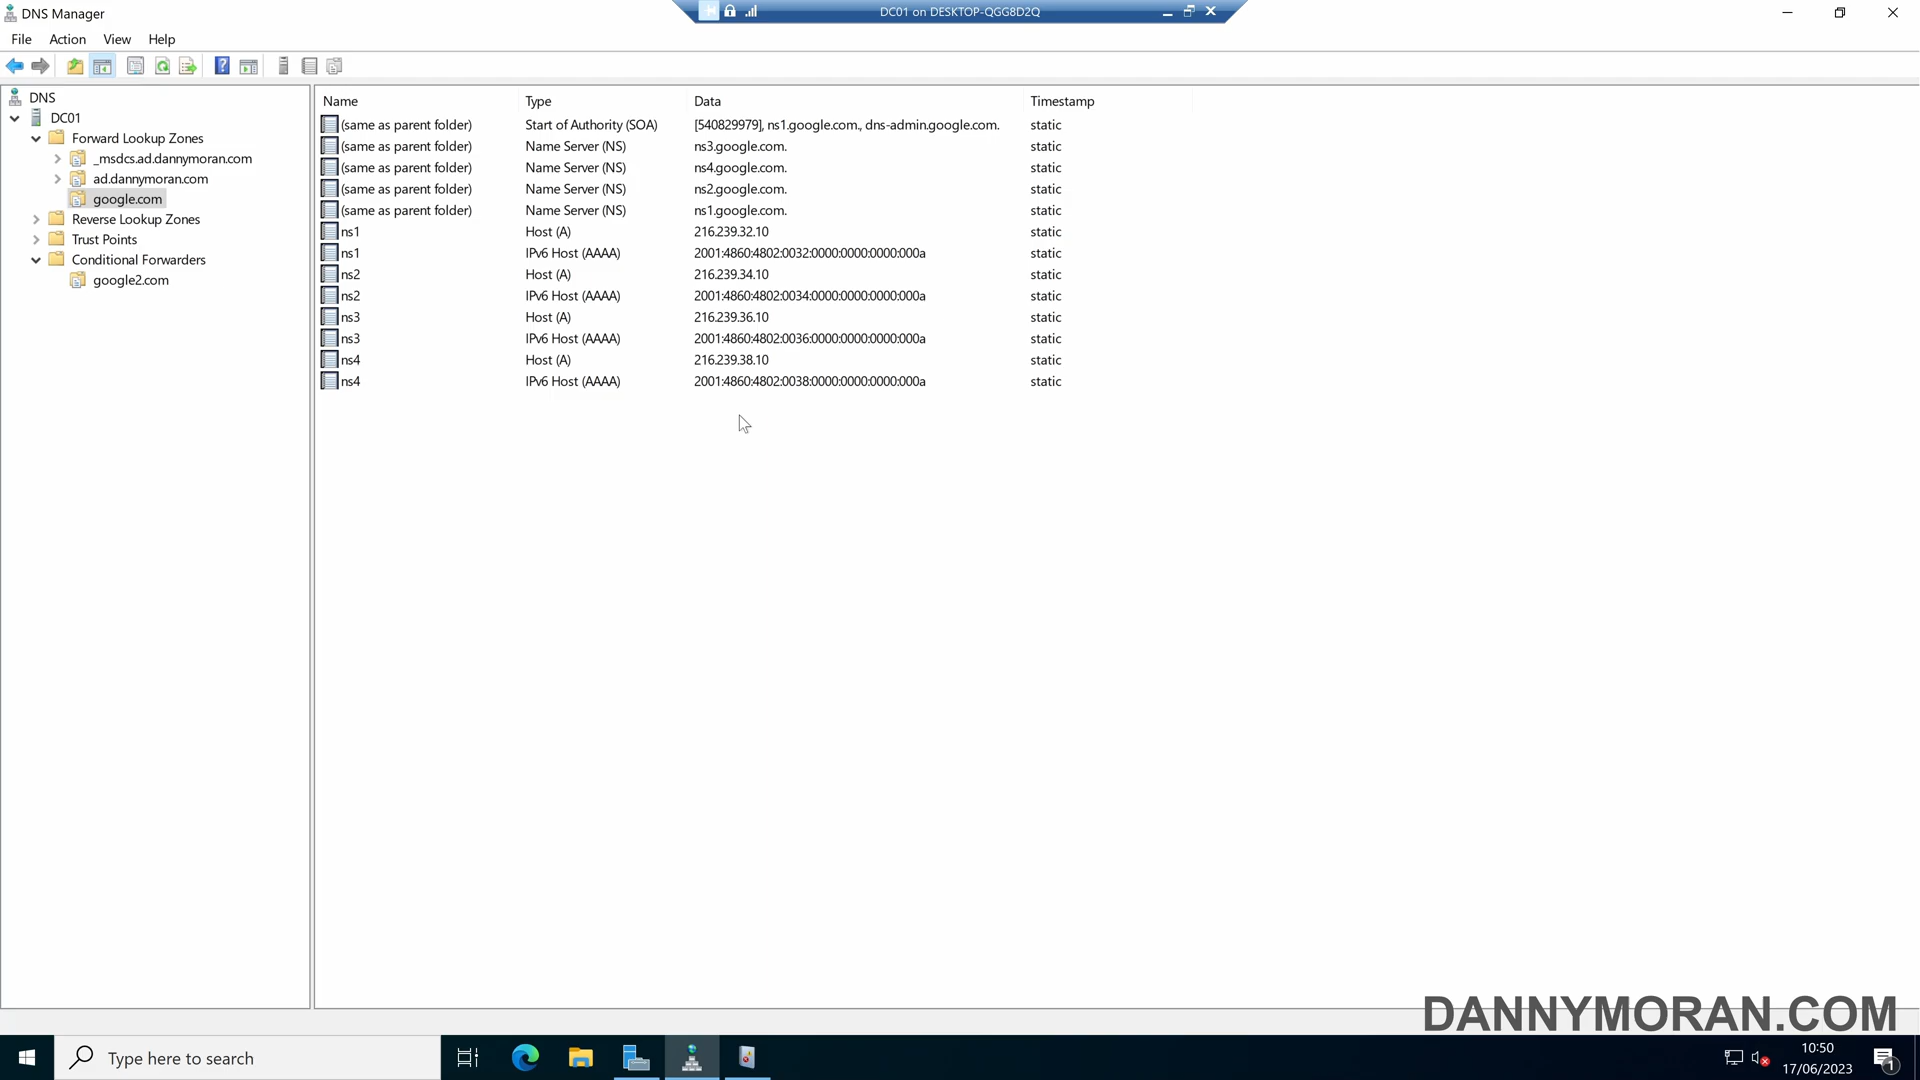 DNS Manager
DC01 on DESKTOP-QGG8D2Q
File Action View Help
DNS
DC01
Forward Lookup Zones
_msdcs.ad.dannymoran.com
ad.dannymoran.com
google.com
Reverse Lookup Zones
Trust Points
Conditional Forwarders
google2.com
Name Type Data Timestamp
(same as parent folder) Start of Authority (SOA) [540829979], ns1.google.com., dns-admin.google.com. static
(same as parent folder) Name Server (NS) ns3.google.com. static
(same as parent folder) Name Server (NS) ns4.google.com. static
(same as parent folder) Name Server (NS) ns2.google.com. static
(same as parent folder) Name Server (NS) ns1.google.com. static
ns1 Host (A) 216.239.32.10 static
ns1 IPv6 Host (AAAA) 2001:4860:4802:0032:0000:0000:0000:000a static
ns2 Host (A) 216.239.34.10 static
ns2 IPv6 Host (AAAA) 2001:4860:4802:0034:0000:0000:0000:000a static
ns3 Host (A) 216.239.36.10 static
ns3 IPv6 Host (AAAA) 2001:4860:4802:0036:0000:0000:0000:000a static
ns4 Host (A) 216.239.38.10 static
ns4 IPv6 Host (AAAA) 2001:4860:4802:0038:0000:0000:0000:000a static
DANNYMORAN.COM
Type here to search
10:50
17/06/2023
1